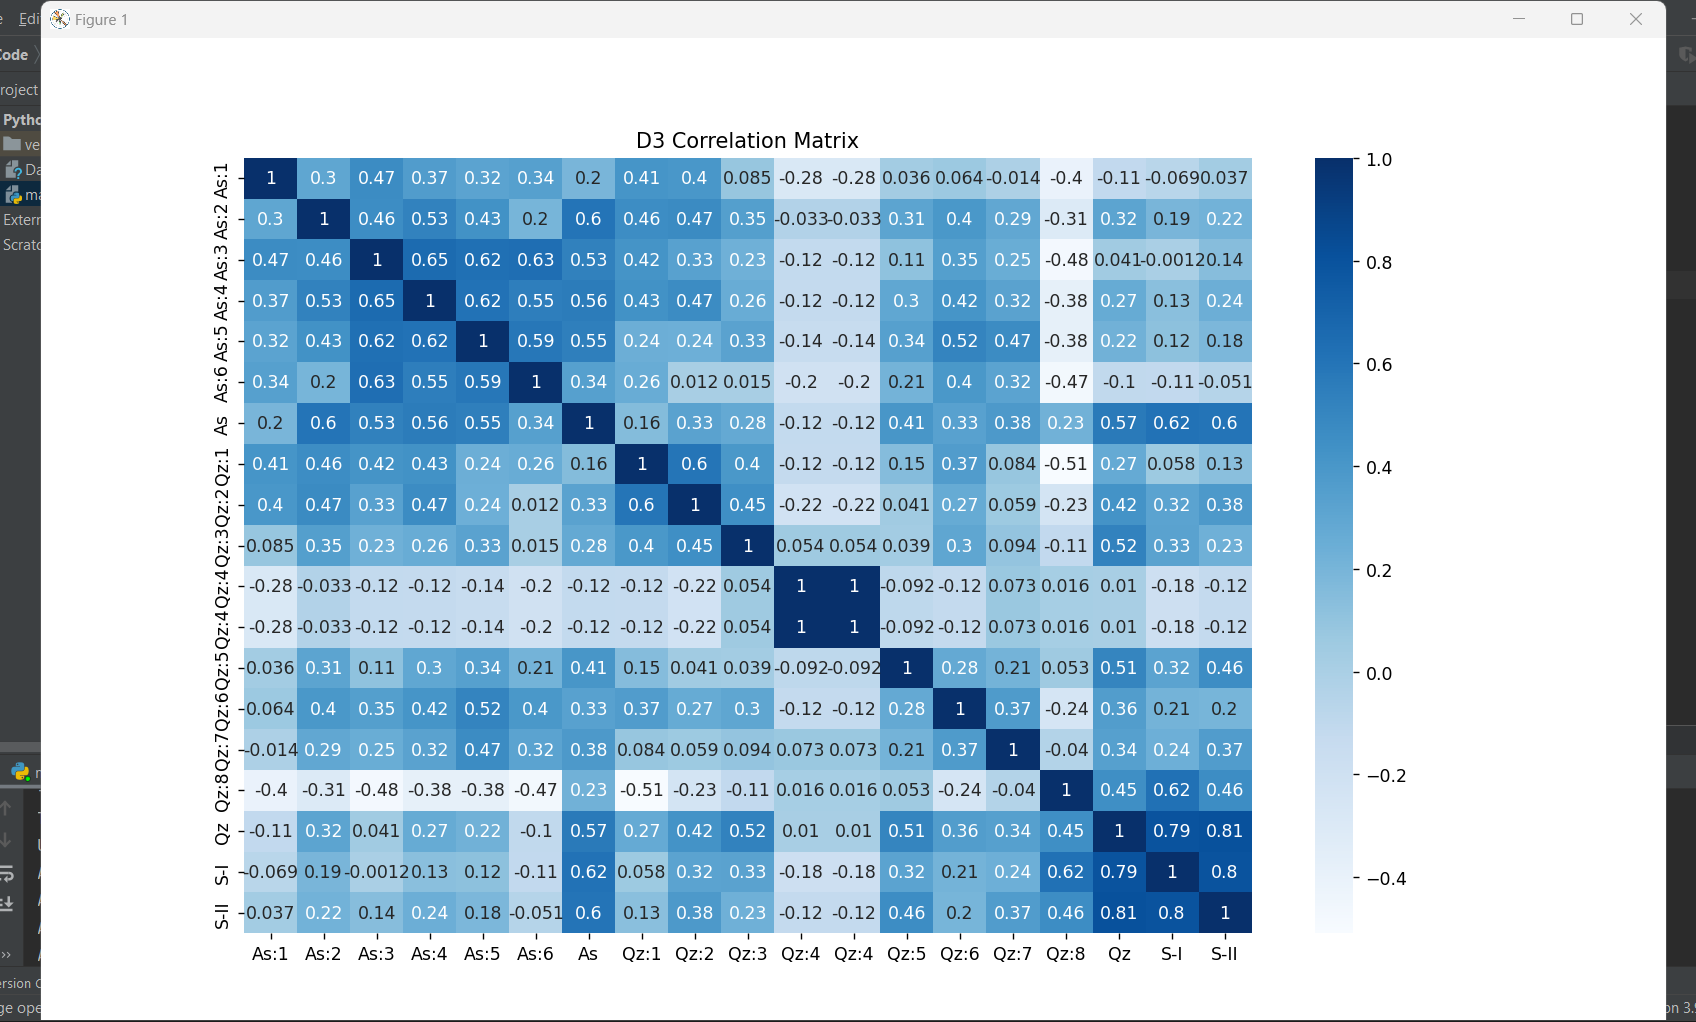 Edi
Figure 1
Code
roject
Pytho
ve
Da
ma
Extern
Scratc
D3 Correlation Matrix
As:1 1 0.3 0.47 0.37 0.32 0.34 0.2 0.41 0.4 0.085 -0.28 -0.28 0.036 0.064 -0.014 -0.4 -0.11 -0.069 0.037
As:2 0.3 1 0.46 0.53 0.43 0.2 0.6 0.46 0.47 0.35 -0.033 -0.033 0.31 0.4 0.29 -0.31 0.32 0.19 0.22
As:3 0.47 0.46 1 0.65 0.62 0.63 0.53 0.42 0.33 0.23 -0.12 -0.12 0.11 0.35 0.25 -0.48 0.041 -0.0012 0.14
As:4 0.37 0.53 0.65 1 0.62 0.55 0.56 0.43 0.47 0.26 -0.12 -0.12 0.3 0.42 0.32 -0.38 0.27 0.13 0.24
As:5 0.32 0.43 0.62 0.62 1 0.59 0.55 0.24 0.24 0.33 -0.14 -0.14 0.34 0.52 0.47 -0.38 0.22 0.12 0.18
As:6 0.34 0.2 0.63 0.55 0.59 1 0.34 0.26 0.012 0.015 -0.2 -0.2 0.21 0.4 0.32 -0.47 -0.1 -0.11 -0.051
As 0.2 0.6 0.53 0.56 0.55 0.34 1 0.16 0.33 0.28 -0.12 -0.12 0.41 0.33 0.38 0.23 0.57 0.62 0.6
Qz:1 0.41 0.46 0.42 0.43 0.24 0.26 0.16 1 0.6 0.4 -0.12 -0.12 0.15 0.37 0.084 -0.51 0.27 0.058 0.13
Qz:2 0.4 0.47 0.33 0.47 0.24 0.012 0.33 0.6 1 0.45 -0.22 -0.22 0.041 0.27 0.059 -0.23 0.42 0.32 0.38
Qz:3 0.085 0.35 0.23 0.26 0.33 0.015 0.28 0.4 0.45 1 0.054 0.054 0.039 0.3 0.094 -0.11 0.52 0.33 0.23
Qz:4 -0.28 -0.033 -0.12 -0.12 -0.14 -0.2 -0.12 -0.12 -0.22 0.054 1 1 -0.092 -0.12 0.073 0.016 0.01 -0.18 -0.12
Qz:4 -0.28 -0.033 -0.12 -0.12 -0.14 -0.2 -0.12 -0.12 -0.22 0.054 1 1 -0.092 -0.12 0.073 0.016 0.01 -0.18 -0.12
Qz:5 0.036 0.31 0.11 0.3 0.34 0.21 0.41 0.15 0.041 0.039 -0.092 -0.092 1 0.28 0.21 0.053 0.51 0.32 0.46
Qz:6 0.064 0.4 0.35 0.42 0.52 0.4 0.33 0.37 0.27 0.3 -0.12 -0.12 0.28 1 0.37 -0.24 0.36 0.21 0.2
Qz:7 -0.014 0.29 0.25 0.32 0.47 0.32 0.38 0.084 0.059 0.094 0.073 0.073 0.21 0.37 1 -0.04 0.34 0.24 0.37
Qz:8 -0.4 -0.31 -0.48 -0.38 -0.38 -0.47 0.23 -0.51 -0.23 -0.11 0.016 0.016 0.053 -0.24 -0.04 1 0.45 0.62 0.46
Qz -0.11 0.32 0.041 0.27 0.22 -0.1 0.57 0.27 0.42 0.52 0.01 0.01 0.51 0.36 0.34 0.45 1 0.79 0.81
S-I -0.069 0.19 -0.0012 0.13 0.12 -0.11 0.62 0.058 0.32 0.33 -0.18 -0.18 0.32 0.21 0.24 0.62 0.79 1 0.8
S-II 0.037 0.22 0.14 0.24 0.18 -0.051 0.6 0.13 0.38 0.23 -0.12 -0.12 0.46 0.2 0.37 0.46 0.81 0.8 1
As:1 As:2 As:3 As:4 As:5 As:6 As Qz:1 Qz:2 Qz:3 Qz:4 Qz:4 Qz:5 Qz:6 Qz:7 Qz:8 Qz S-I S-II
1.0
0.8
0.6
0.4
0.2
0.0
−0.2
−0.4
ersion C
ge ope
on 3.9